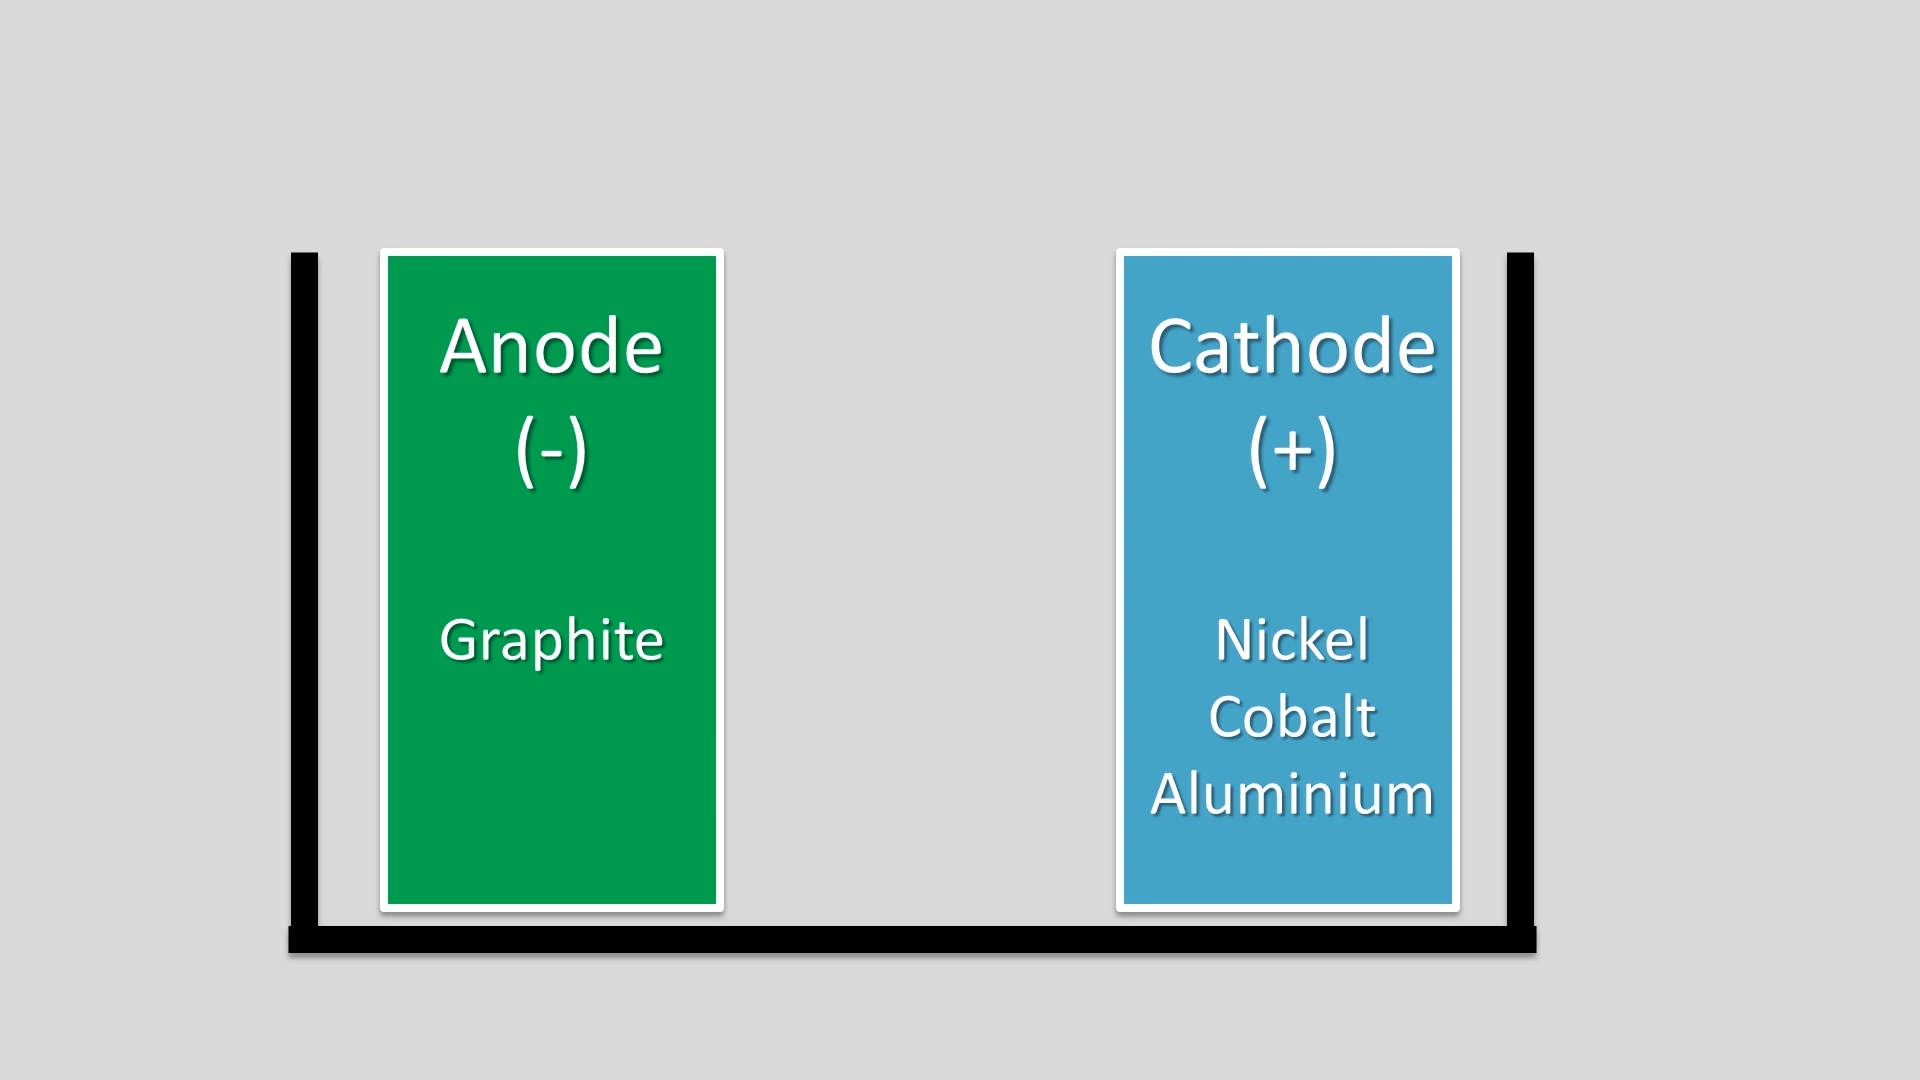 Anode
(-)
Graphite
Cathode
(+)
Nickel
Cobalt
Aluminium